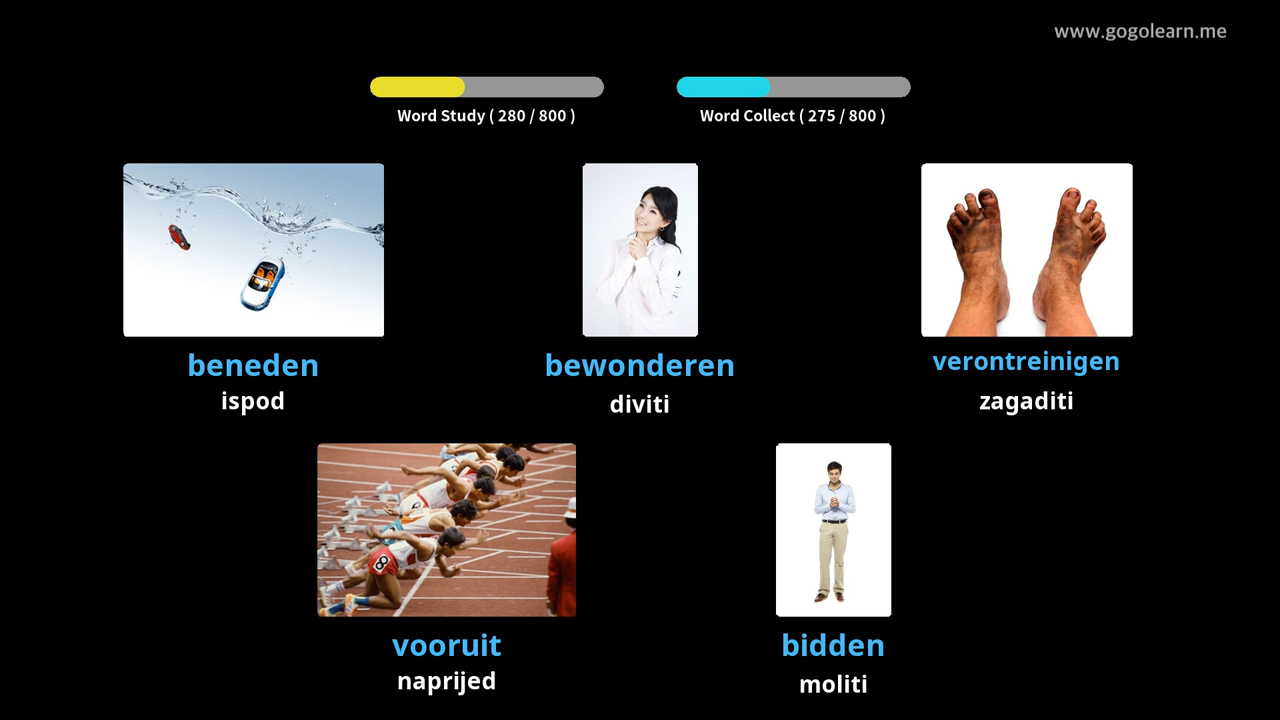 www.gogolearn.me
Word Study ( 280 / 800 )
Word Collect ( 275 / 800 )
beneden
ispod
bewonderen
diviti
verontreinigen
zagaditi
8
vooruit
naprijed
bidden
moliti